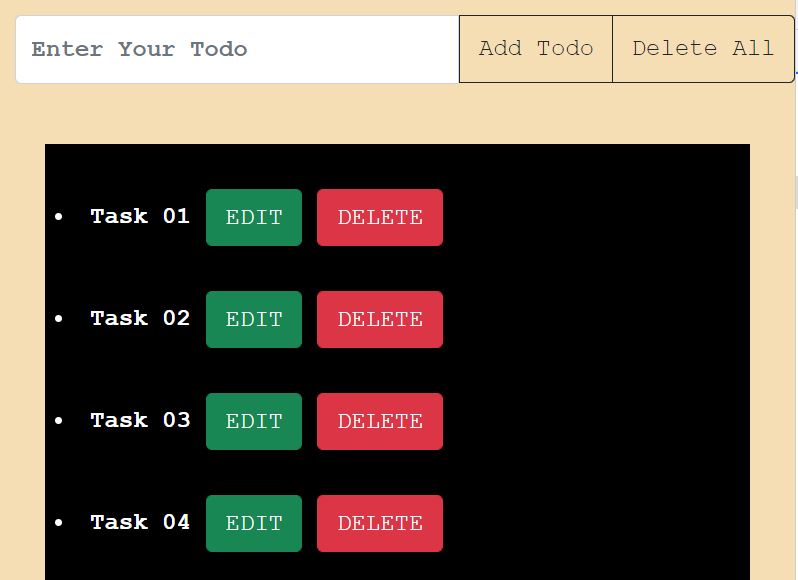 Enter Your Todo Add Todo Delete All
Task 01 EDIT DELETE
Task 02 EDIT DELETE
Task 03 EDIT DELETE
Task 04 EDIT DELETE